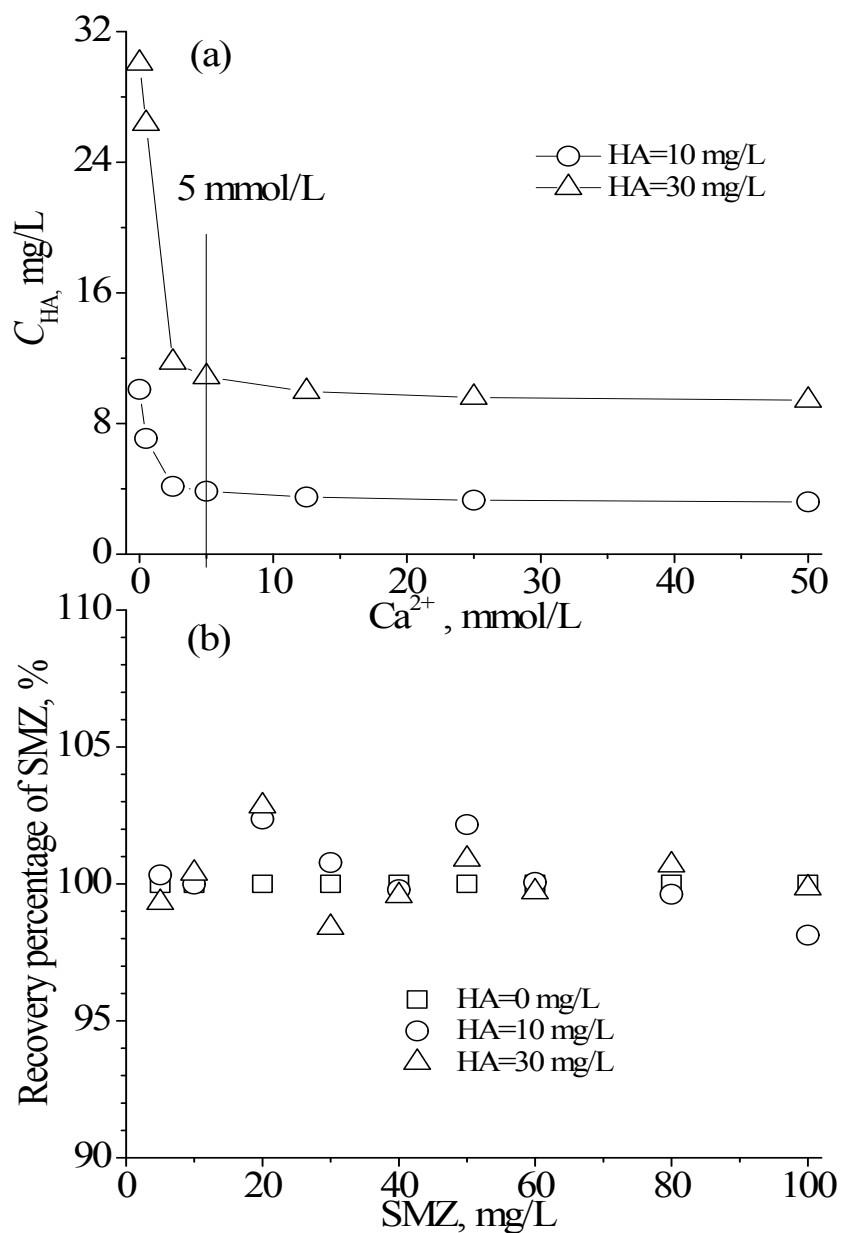 (a)
32
24
16
8
0
C_HA, mg/L
5 mmol/L
HA=10 mg/L
HA=30 mg/L
0 10 20 30 40 50
Ca²⁺ , mmol/L
(b)
110
105
100
95
90
Recovery percentage of SMZ, %
HA=0 mg/L
HA=10 mg/L
HA=30 mg/L
0 20 40 60 80 100
SMZ, mg/L